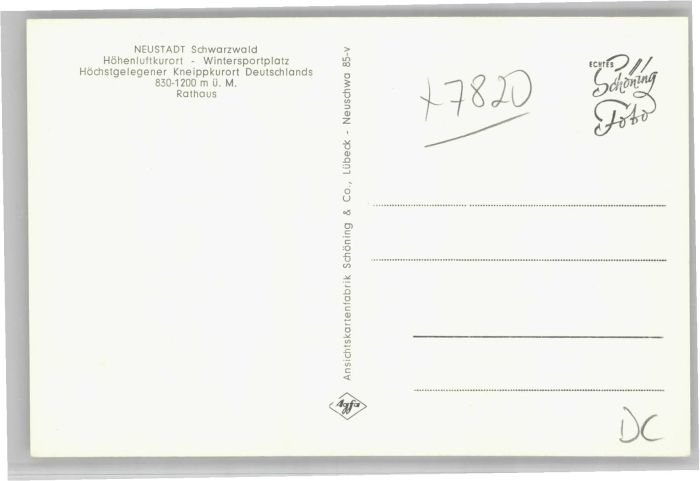 NEUSTADT Schwarzwald
Höhenluftkurort - Wintersportplatz
Höchstgelegener Kneippkurort Deutschlands
830-1200 m ü. M.
Rathaus
Ansichtskartenfabrik Schöning & Co., Lübeck - Neuschwa 85-v
Agfa
x7820
ECHTES
Schöning
Foto
DC